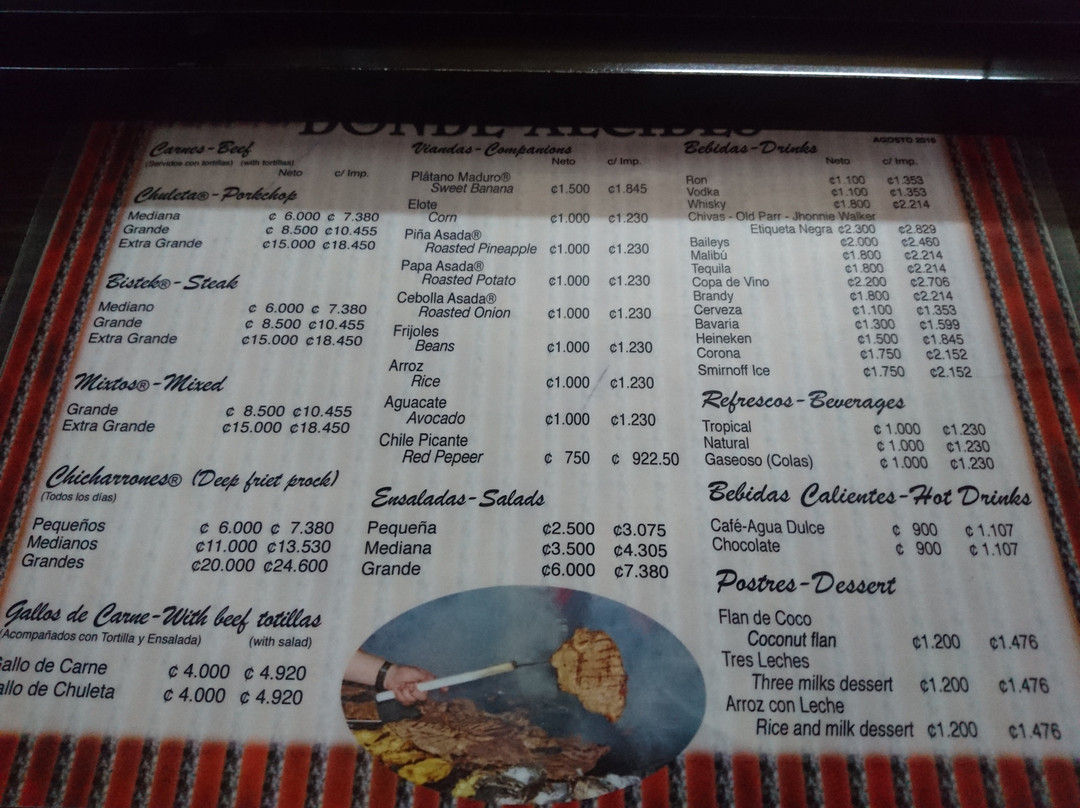 DONDE ALCIDES
AGOSTO 2016
Carnes-Beef
(Servidos con tortillas) (with tortillas)
Neto c/ Imp.
Chuleta®-Porkchop
Mediana ¢ 6.000 ¢ 7.380
Grande ¢ 8.500 ¢10.455
Extra Grande ¢15.000 ¢18.450
Bistek®-Steak
Mediano ¢ 6.000 ¢ 7.380
Grande ¢ 8.500 ¢10.455
Extra Grande ¢15.000 ¢18.450
Mixtos®-Mixed
Grande ¢ 8.500 ¢10.455
Extra Grande ¢15.000 ¢18.450
Chicharrones® (Deep friet prock)
(Todos los días)
Pequeños ¢ 6.000 ¢ 7.380
Medianos ¢11.000 ¢13.530
Grandes ¢20.000 ¢24.600
Gallos de Carne-With beef totillas
(Acompañados con Tortilla y Ensalada) (with salad)
Gallo de Carne ¢ 4.000 ¢ 4.920
allo de Chuleta ¢ 4.000 ¢ 4.920
Viandas-Companions
Neto c/ Imp.
Plátano Maduro®
Sweet Banana ¢1.500 ¢1.845
Elote
Corn ¢1.000 ¢1.230
Piña Asada®
Roasted Pineapple ¢1.000 ¢1.230
Papa Asada®
Roasted Potato ¢1.000 ¢1.230
Cebolla Asada®
Roasted Onion ¢1.000 ¢1.230
Frijoles
Beans ¢1.000 ¢1.230
Arroz
Rice ¢1.000 ¢1.230
Aguacate
Avocado ¢1.000 ¢1.230
Chile Picante
Red Pepeer ¢ 750 ¢ 922.50
Ensaladas-Salads
Pequeña ¢2.500 ¢3.075
Mediana ¢3.500 ¢4.305
Grande ¢6.000 ¢7.380
Bebidas-Drinks
Neto c/ Imp.
Ron ¢1.100 ¢1.353
Vodka ¢1.100 ¢1.353
Whisky ¢1.800 ¢2.214
Chivas - Old Parr - Jhonnie Walker
Etiqueta Negra ¢2.300 ¢2.829
Baileys ¢2.000 ¢2.460
Malibú ¢1.800 ¢2.214
Tequila ¢1.800 ¢2.214
Copa de Vino ¢2.200 ¢2.706
Brandy ¢1.800 ¢2.214
Cerveza ¢1.100 ¢1.353
Bavaria ¢1.300 ¢1.599
Heineken ¢1.500 ¢1.845
Corona ¢1.750 ¢2.152
Smirnoff Ice ¢1.750 ¢2.152
Refrescos-Beverages
Tropical ¢ 1.000 ¢1.230
Natural ¢ 1.000 ¢1.230
Gaseoso (Colas) ¢ 1.000 ¢1.230
Bebidas Calientes-Hot Drinks
Café-Agua Dulce ¢ 900 ¢ 1.107
Chocolate ¢ 900 ¢ 1.107
Postres-Dessert
Flan de Coco
Coconut flan ¢1.200 ¢1.476
Tres Leches
Three milks dessert ¢1.200 ¢1.476
Arroz con Leche
Rice and milk dessert ¢1.200 ¢1.476